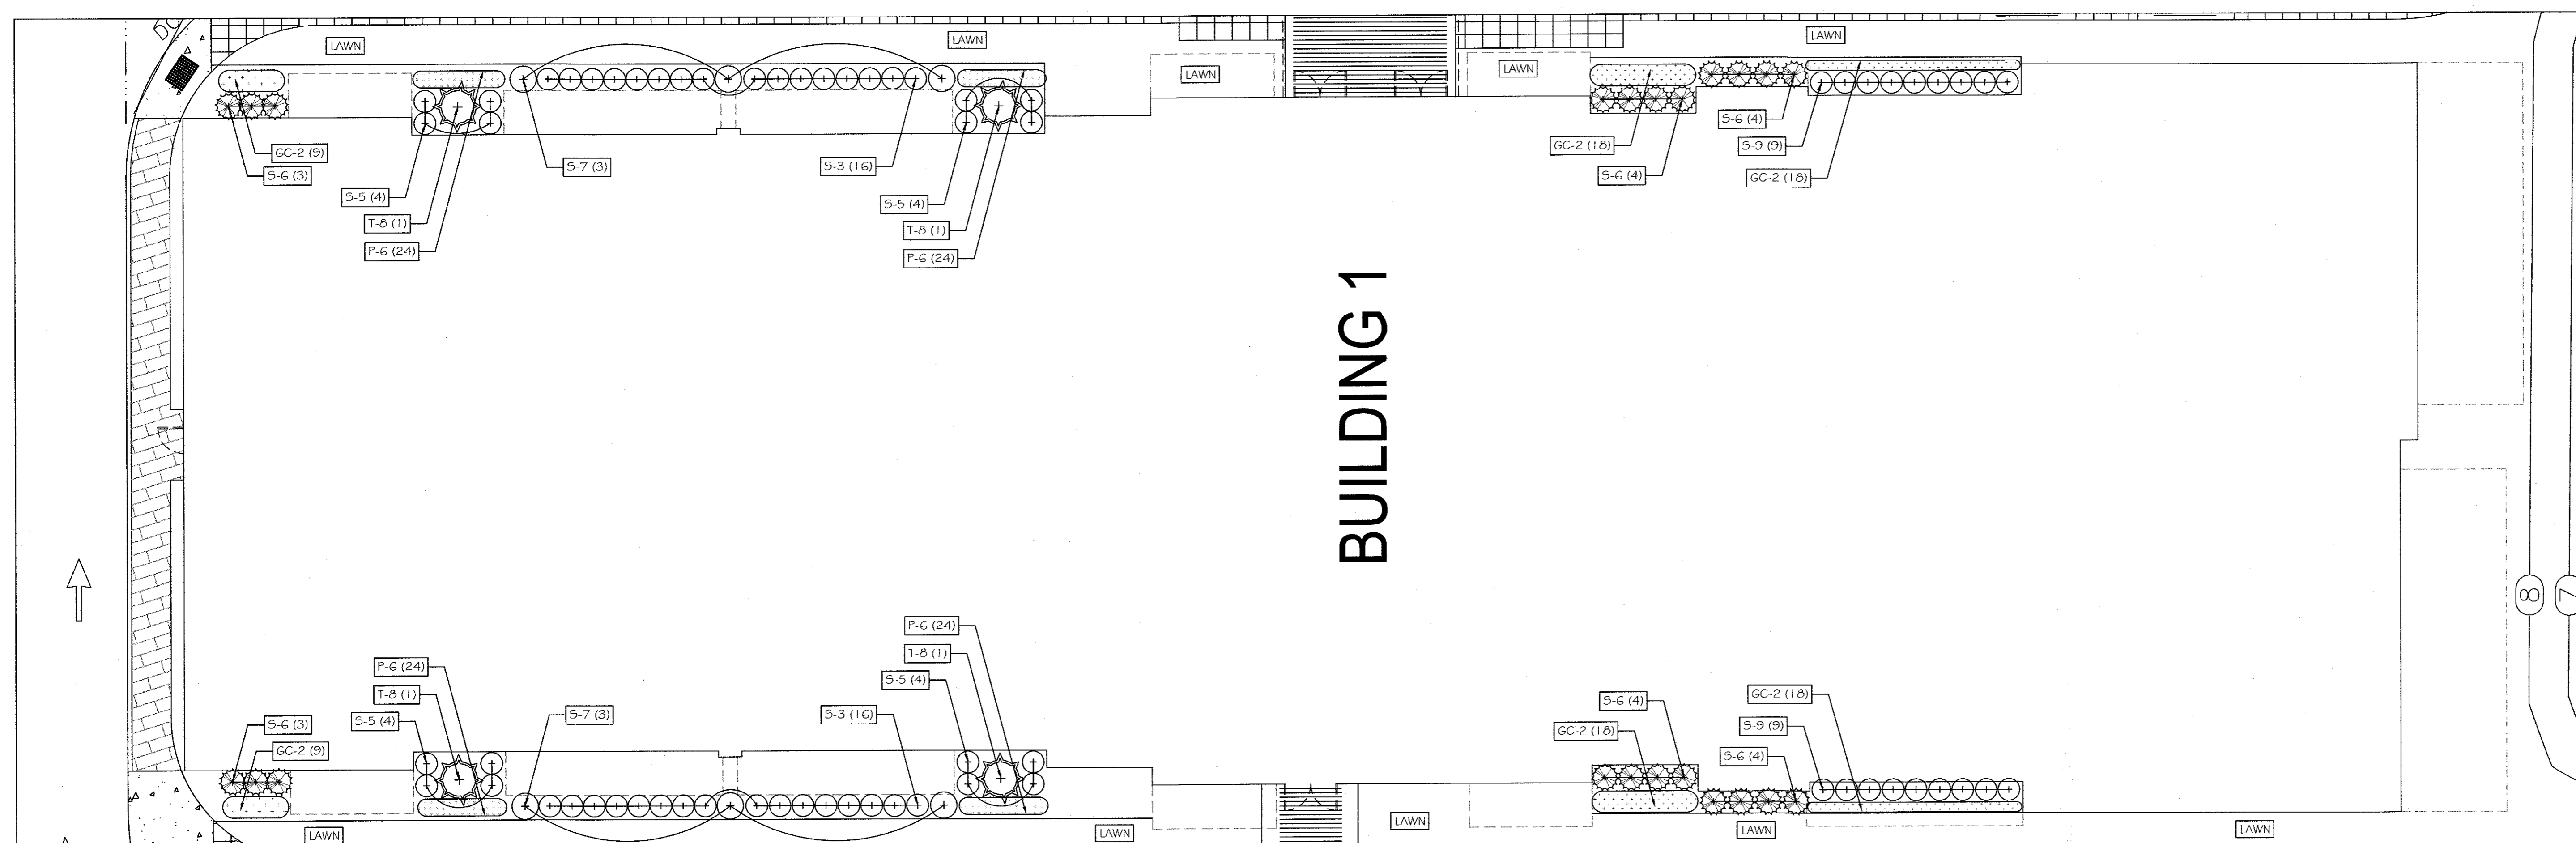 LAWN
LAWN
LAWN
LAWN
LAWN
GC-2 (9)
S-6 (3)
S-5 (4)
T-8 (1)
P-6 (24)
S-7 (3)
S-3 (16)
S-5 (4)
T-8 (1)
P-6 (24)
GC-2 (18)
S-6 (4)
S-6 (4)
S-9 (9)
GC-2 (18)
BUILDING 1
8
7
P-6 (24)
T-8 (1)
S-5 (4)
S-6 (3)
GC-2 (9)
S-7 (3)
S-3 (16)
P-6 (24)
T-8 (1)
S-5 (4)
S-6 (4)
GC-2 (18)
GC-2 (18)
S-9 (9)
S-6 (4)
LAWN
LAWN
LAWN
LAWN
LAWN